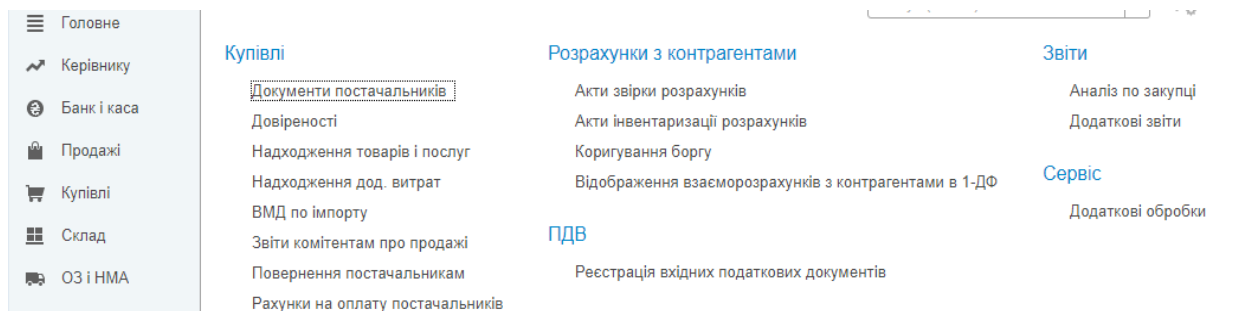 Головне
Керівнику
Банк і каса
Продажі
Купівлі
Склад
ОЗ і НМА
Купівлі
Документи постачальників
Довіреності
Надходження товарів і послуг
Надходження дод. витрат
ВМД по імпорту
Звіти комітентам про продажі
Повернення постачальникам
Рахунки на оплату постачальників
Розрахунки з контрагентами
Акти звірки розрахунків
Акти інвентаризації розрахунків
Коригування боргу
Відображення взаєморозрахунків з контрагентами в 1-ДФ
ПДВ
Реєстрація вхідних податкових документів
Звіти
Аналіз по закупці
Додаткові звіти
Сервіс
Додаткові обробки